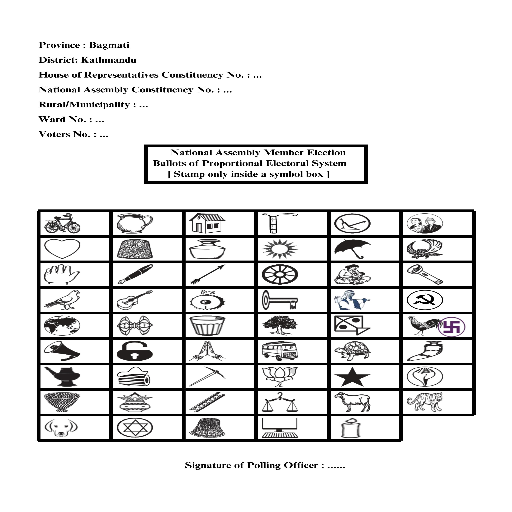 Province : Bagmati
District: Kathmandu
House of Representatives Constituency No. : ...
National Assembly Constituency No. : ...
Rural/Municipality : ...
Ward No. : ...
Voters No. : ...
National Assembly Member Election
Ballots of Proportional Electoral System
[ Stamp only inside a symbol box ]
Signature of Polling Officer : ......